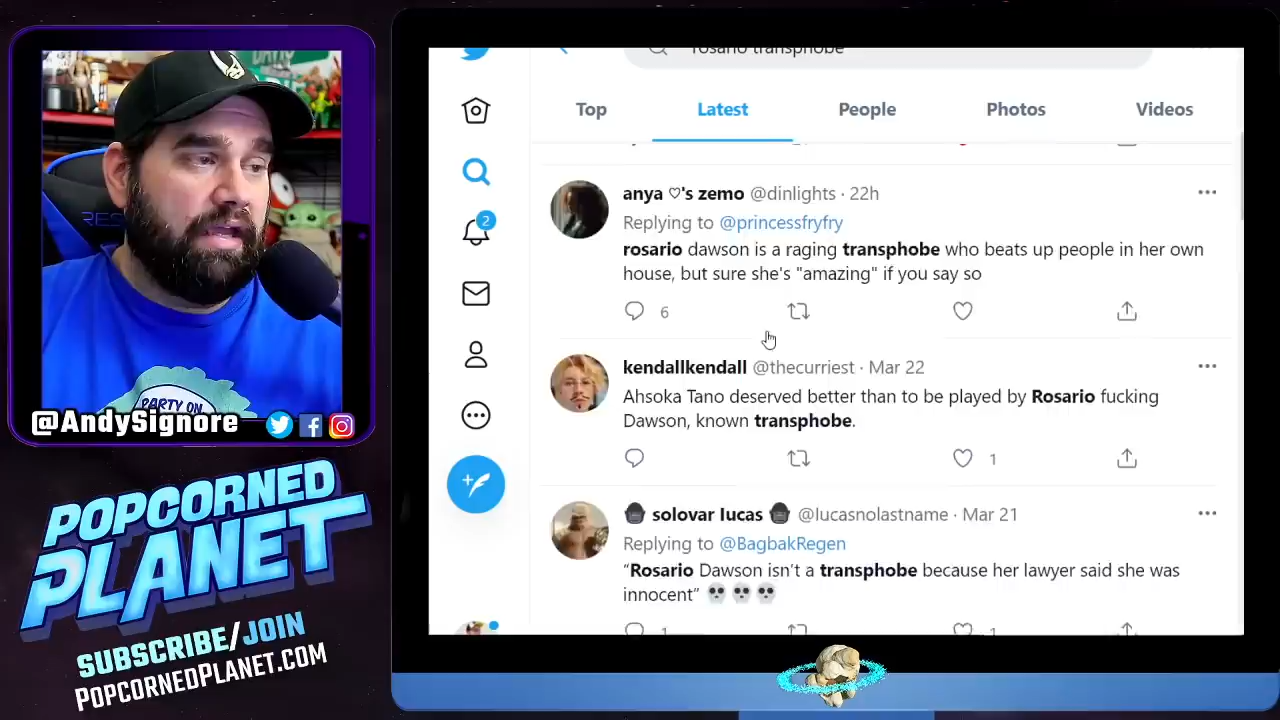 rosario transphobe
Top
Latest
People
Photos
Videos
anya ♡'s zemo @dinlights · 22h
Replying to @princessfryfry
rosario dawson is a raging transphobe who beats up people in her own
house, but sure she's "amazing" if you say so
6
kendallkendall @thecurriest · Mar 22
Ahsoka Tano deserved better than to be played by Rosario fucking
Dawson, known transphobe.
1
solovar lucas @lucasnolastname · Mar 21
Replying to @BagbakRegen
“Rosario Dawson isn’t a transphobe because her lawyer said she was
innocent” 💀💀💀
1
1
2
PARTY ON
@AndySignore
POPCORNED
PLANET
SUBSCRIBE/JOIN
POPCORNEDPLANET.COM